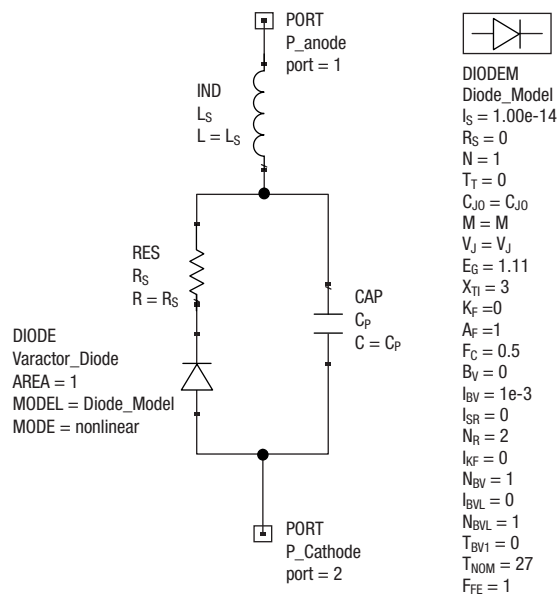 PORT
P_anode
port = 1
IND
LS
L = LS
RES
RS
R = RS
CAP
CP
C = CP
DIODE
Varactor_Diode
AREA = 1
MODEL = Diode_Model
MODE = nonlinear
PORT
P_Cathode
port = 2
DIODEM
Diode_Model
IS = 1.00e-14
RS = 0
N = 1
TT = 0
CJ0 = CJ0
M = M
VJ = VJ
EG = 1.11
XTI = 3
KF =0
AF =1
FC = 0.5
BV = 0
IBV = 1e-3
ISR = 0
NR = 2
IKF = 0
NBV = 1
IBVL = 0
NBVL = 1
TBV1 = 0
TNOM = 27
FFE = 1